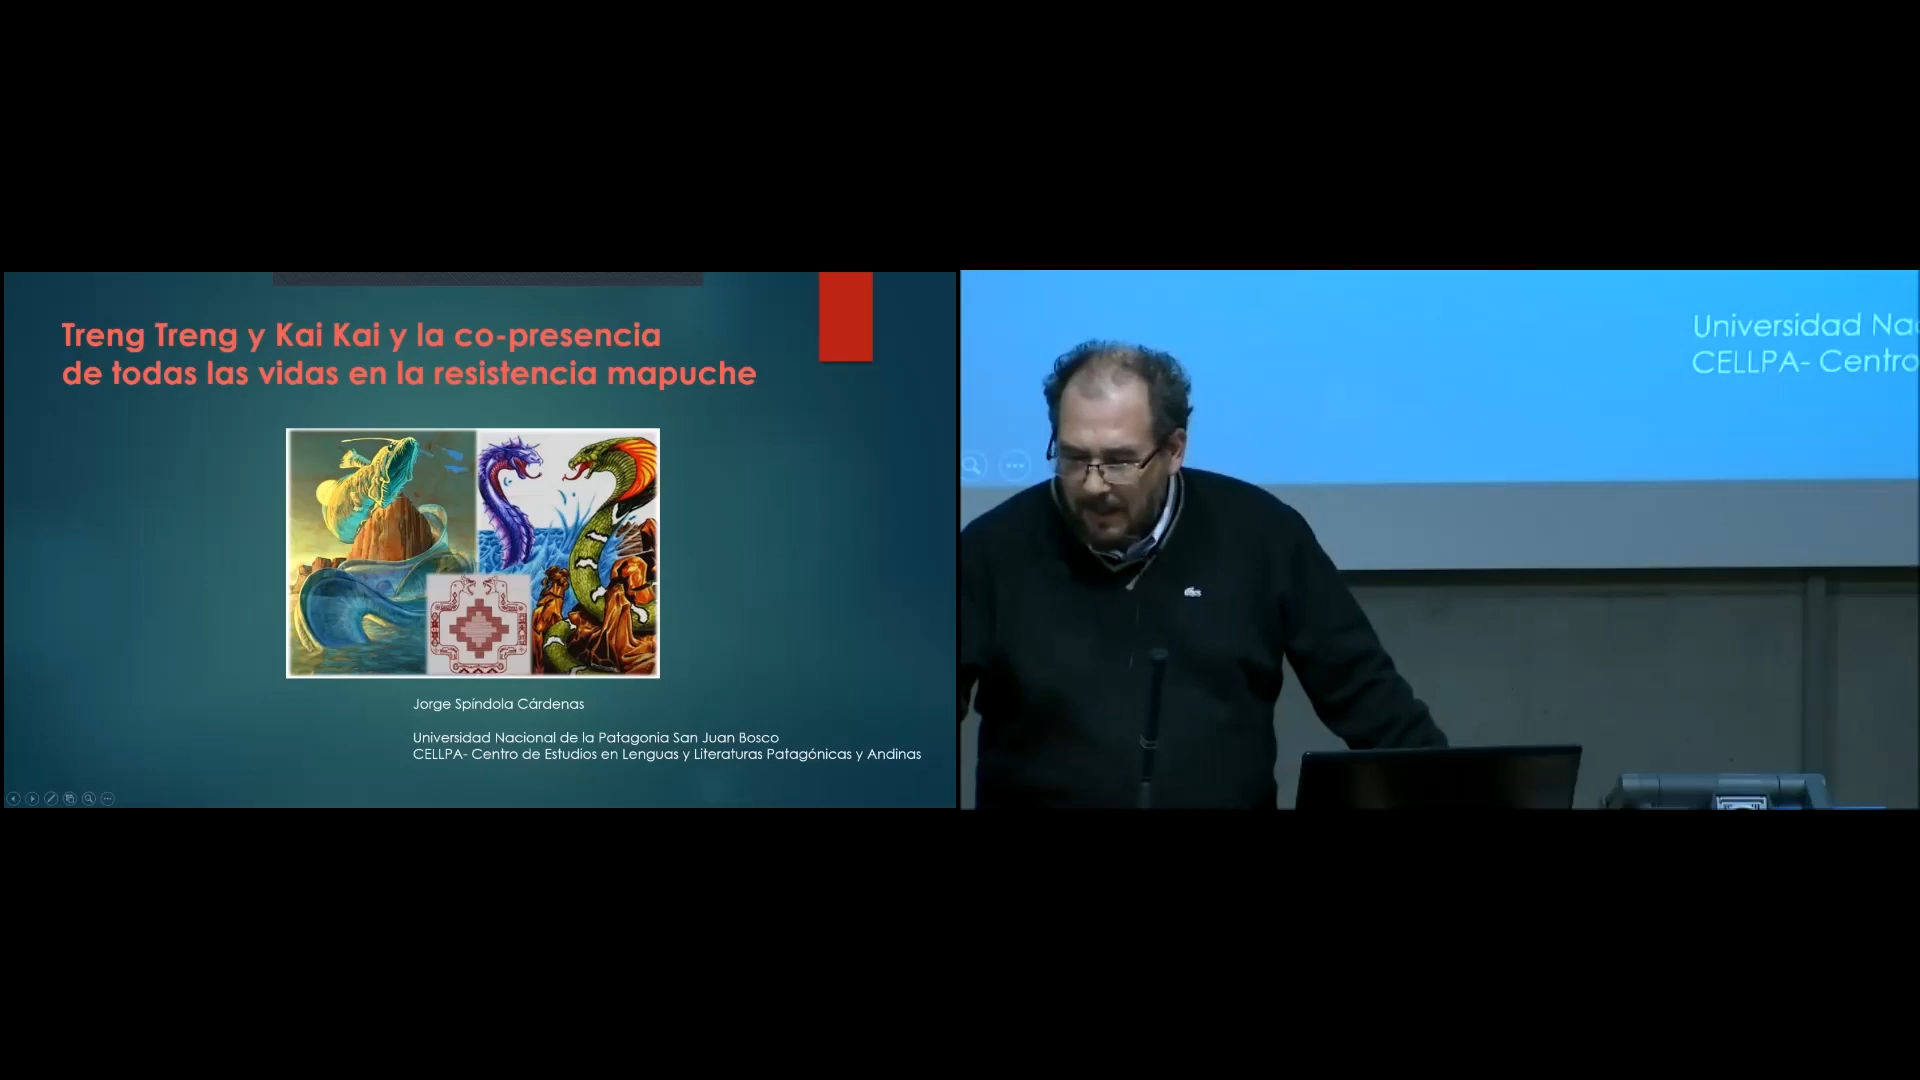 Treng Treng y Kai Kai y la co-presencia
de todas las vidas en la resistencia mapuche
Jorge Spíndola Cárdenas
Universidad Nacional de la Patagonia San Juan Bosco
CELLPA- Centro de Estudios en Lenguas y Literaturas Patagónicas y Andinas
Universidad Na
CELLPA- Centro